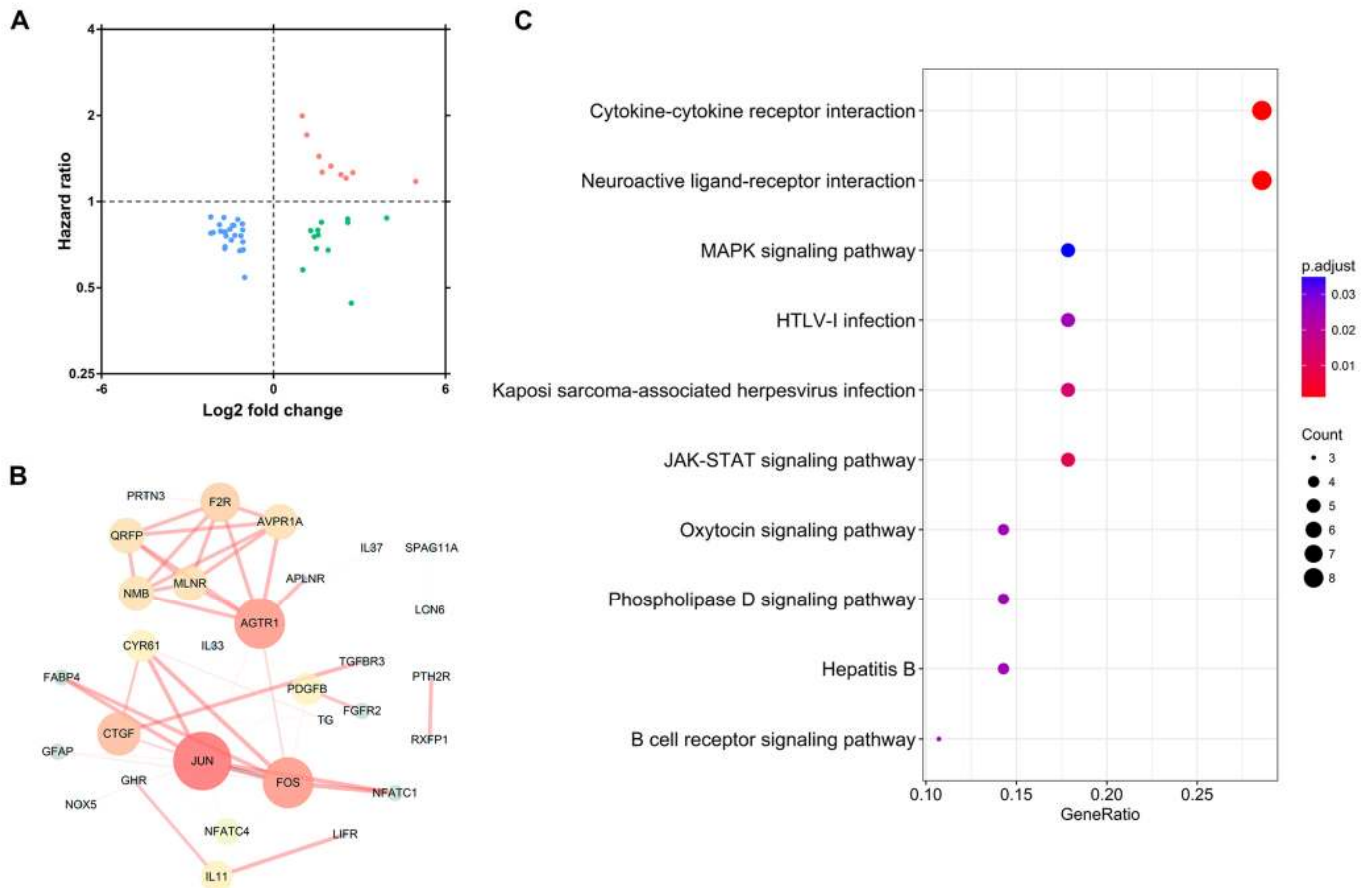 A
4
2
1
0.5
0.25
-6
0
6
Hazard ratio
Log2 fold change
B
PRTN3
F2R
AVPR1A
QRFP
IL37
SPAG11A
NMB
MLNR
APLNR
LCN6
AGTR1
CYR61
IL33
TGFBR3
FABP4
PDGFB
PTH2R
FGFR2
TG
CTGF
GFAP
RXFP1
JUN
FOS
GHR
NFATC1
NOX5
NFATC4
LIFR
IL11
C
Cytokine-cytokine receptor interaction
Neuroactive ligand-receptor interaction
MAPK signaling pathway
HTLV-I infection
Kaposi sarcoma-associated herpesvirus infection
JAK-STAT signaling pathway
Oxytocin signaling pathway
Phospholipase D signaling pathway
Hepatitis B
B cell receptor signaling pathway
0.10
0.15
0.20
0.25
GeneRatio
p.adjust
0.03
0.02
0.01
Count
3
4
5
6
7
8